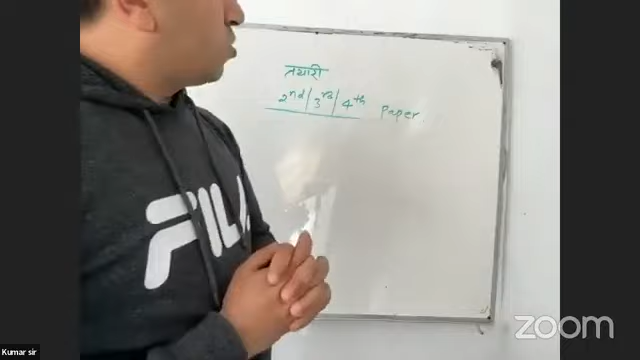 तयारी
2nd/3rd/4th Paper
FILA
Kumar sir
zoom